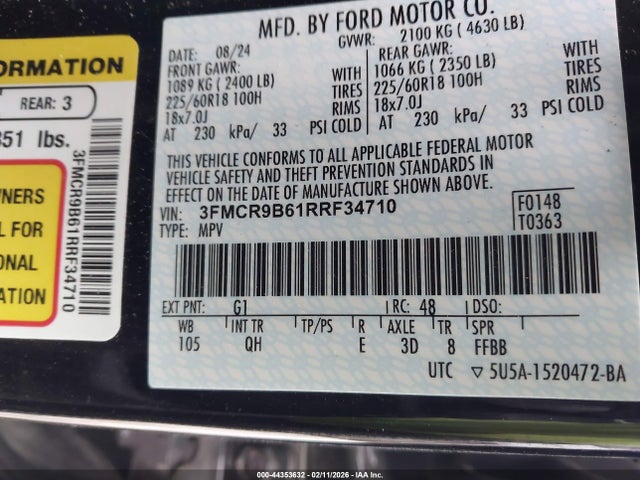 ORMATION
REAR: 3
351 lbs.
3FMCR9B61RRF34710
WNERS
L FOR
ONAL
ATION
MFD. BY FORD MOTOR CO.
DATE: 08/24
GVWR: 2100 KG (4630 LB)
FRONT GAWR:
1089 KG (2400 LB) WITH
225/60R18 100H TIRES
18x7.0J RIMS
AT 230 kPa/ 33 PSI COLD
REAR GAWR:
1066 KG (2350 LB) WITH
225/60R18 100H TIRES
18x7.0J RIMS
AT 230 kPa/ 33 PSI COLD
THIS VEHICLE CONFORMS TO ALL APPLICABLE FEDERAL MOTOR
VEHICLE SAFETY AND THEFT PREVENTION STANDARDS IN
EFFECT ON THE DATE OF MANUFACTURE SHOWN ABOVE.
VIN: 3FMCR9B61RRF34710
TYPE: MPV
F0148
T0363
EXT PNT: G1 RC: 48 DSO:
WB INT TR TP/PS R AXLE TR SPR
105 QH E 3D 8 FFBB
UTC ▽5U5A-1520472-BA
000-44353632 - 02/11/2026 - IAA Inc.